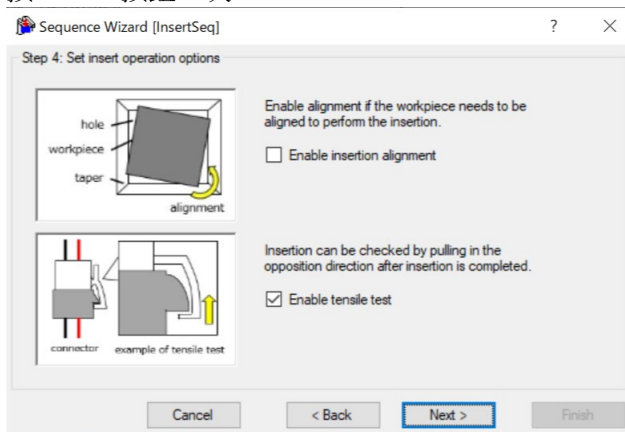 Sequence Wizard [InsertSeq]
Step 4: Set insert operation options
hole
workpiece
taper
alignment
Enable alignment if the workpiece needs to be
aligned to perform the insertion.
Enable insertion alignment
connector
example of tensile test
Insertion can be checked by pulling in the
opposition direction after insertion is completed.
Enable tensile test
Cancel
< Back
Next >
Finish